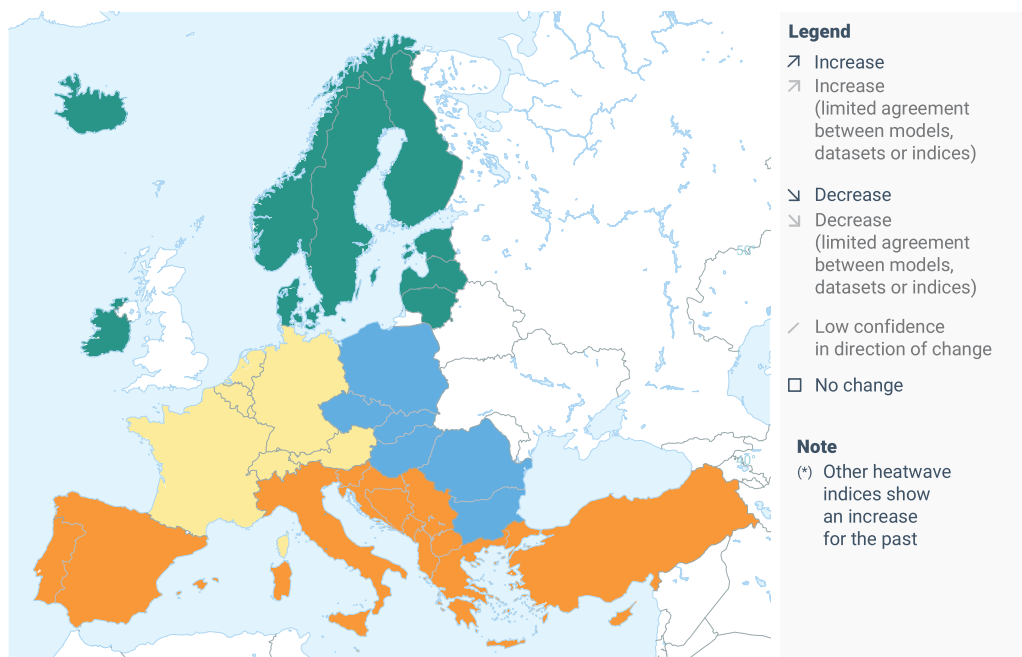 Legend
Increase
Increase
(limited agreement
between models,
datasets or indices)
Decrease
Decrease
(limited agreement
between models,
datasets or indices)
Low confidence
in direction of change
No change
Note
(*) Other heatwave
indices show
an increase
for the past